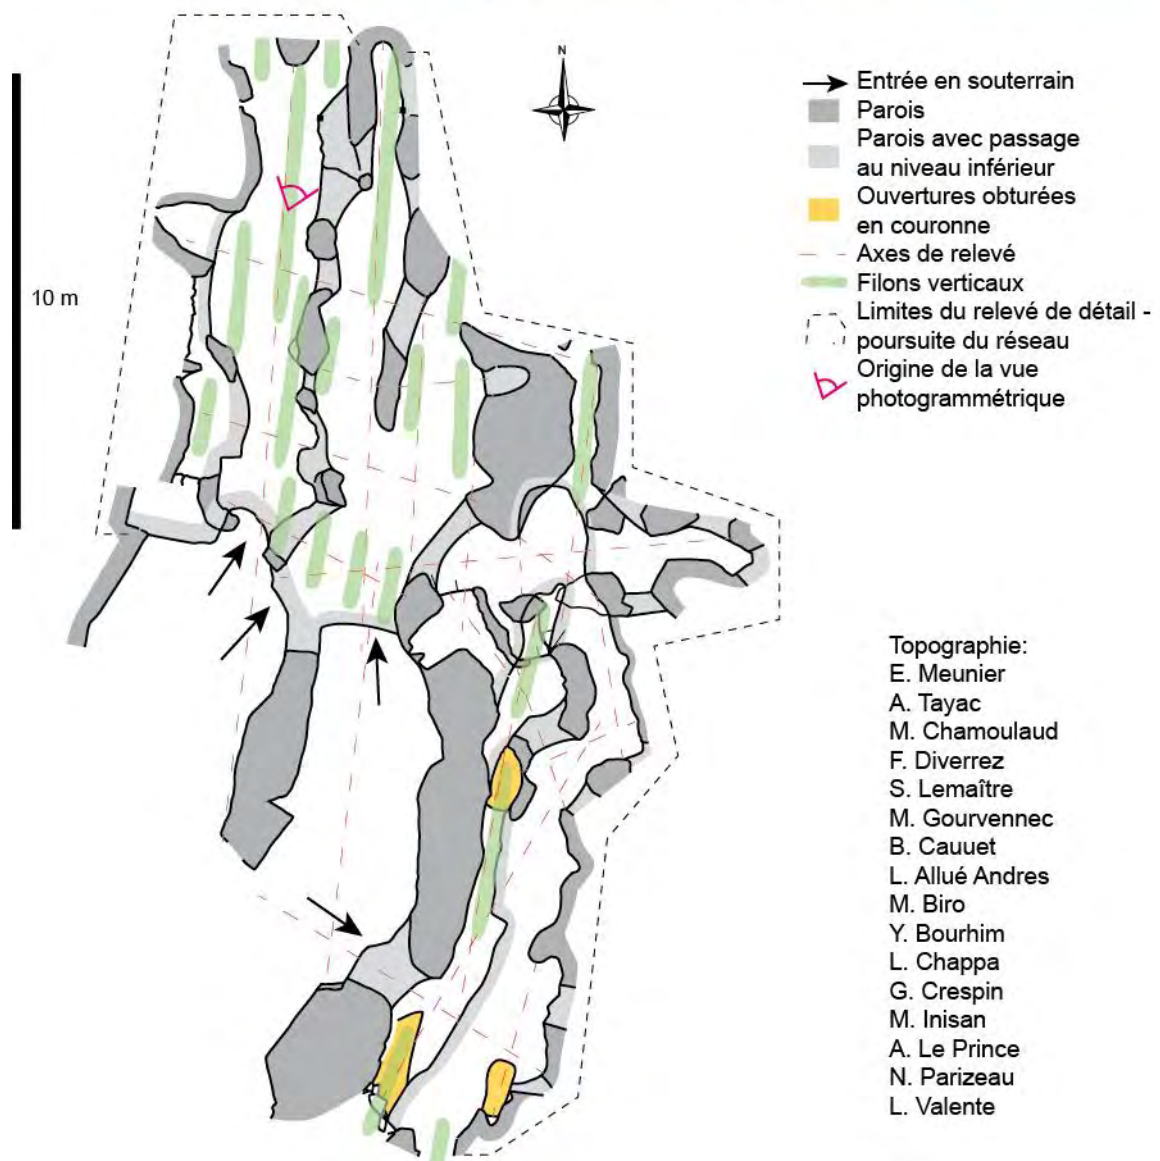 N
10 m
Entrée en souterrain
Parois
Parois avec passage
au niveau inférieur
Ouvertures obturées
en couronne
Axes de relevé
Filons verticaux
Limites du relevé de détail -
poursuite du réseau
Origine de la vue
photogrammétrique
Topographie:
E. Meunier
A. Tayac
M. Chamoulaud
F. Diverrez
S. Lemaître
M. Gourvennec
B. Cauuet
L. Allué Andres
M. Biro
Y. Bourhim
L. Chappa
G. Crespin
M. Inisan
A. Le Prince
N. Parizeau
L. Valente